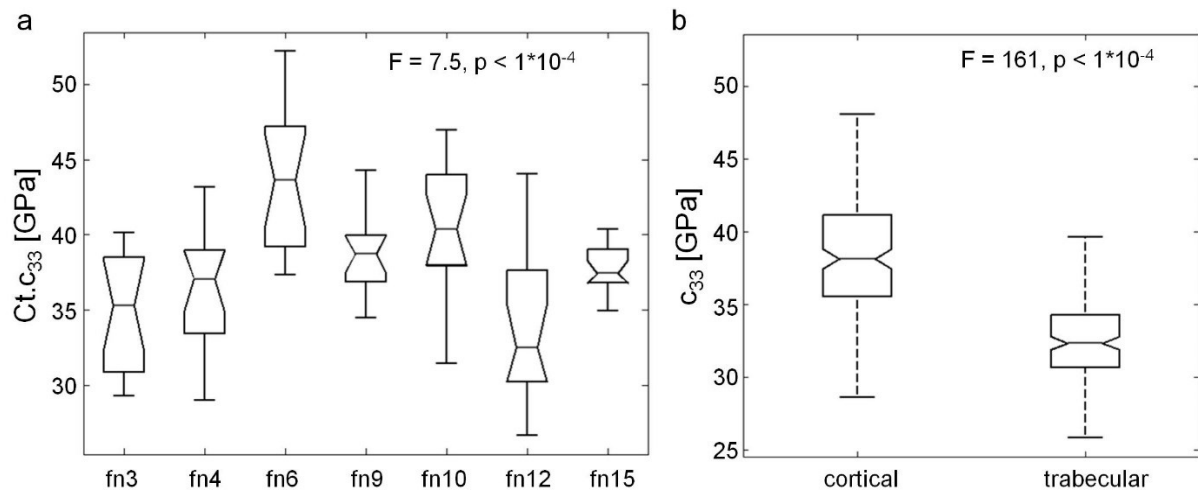 a
F = 7.5, p < 1*10-4
Ct.c33 [GPa]
50
45
40
35
30
fn3 fn4 fn6 fn9 fn10 fn12 fn15
b
F = 161, p < 1*10-4
c33 [GPa]
50
45
40
35
30
25
cortical trabecular